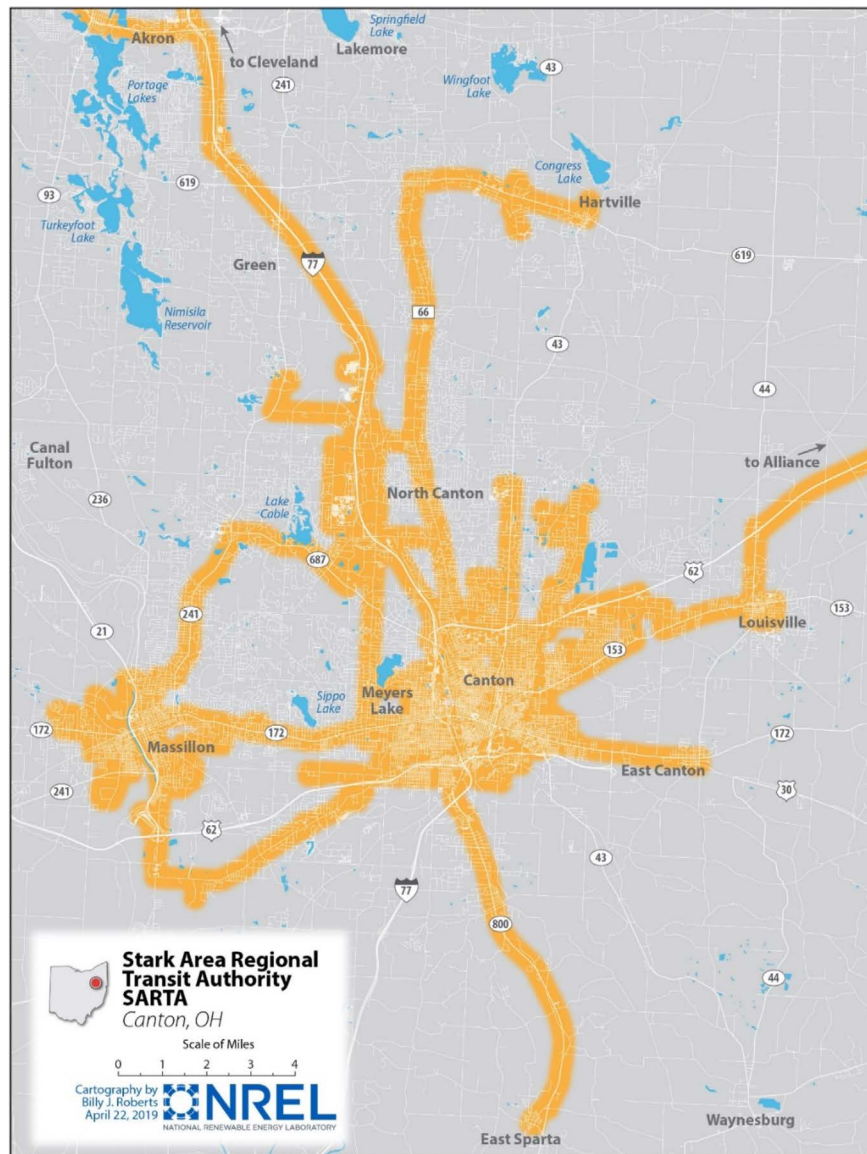 Akron
to Cleveland
Springfield
Lake
Lakemore
Portage
Lakes
241
Wingfoot
Lake
43
Congress
Lake
93
619
Hartville
Turkeyfoot
Lake
Green
77
619
Nimisila
Reservoir
66
43
44
Canal
Fulton
to Alliance
236
North Canton
Lake
Cable
687
62
241
21
153
Louisville
153
Canton
Meyers
Lake
Sippo
Lake
172
Massillon
172
172
East Canton
241
30
62
43
77
800
44
Stark Area Regional
Transit Authority
SARTA
Canton, OH
Scale of Miles
0 1 2 3 4
Cartography by
Billy J. Roberts
April 22, 2019
NREL
NATIONAL RENEWABLE ENERGY LABORATORY
Waynesburg
East Sparta